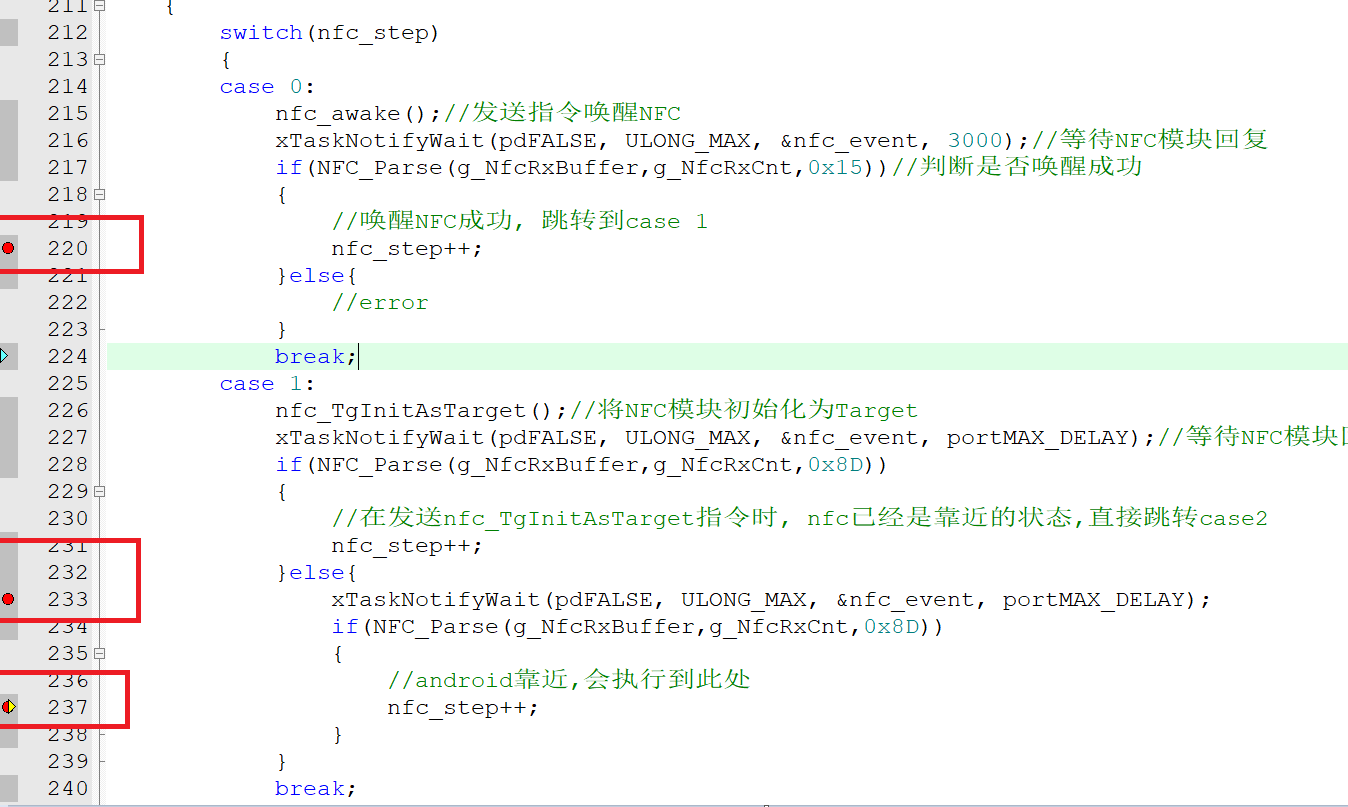 211 {
212 switch(nfc_step)
213 {
214 case 0:
215 nfc_awake();//发送指令唤醒NFC
216 xTaskNotifyWait(pdFALSE, ULONG_MAX, &nfc_event, 3000);//等待NFC模块回复
217 if(NFC_Parse(g_NfcRxBuffer,g_NfcRxCnt,0x15))//判断是否唤醒成功
218 {
219 //唤醒NFC成功, 跳转到case 1
220 nfc_step++;
221 }else{
222 //error
223 }
224 break;
225 case 1:
226 nfc_TgInitAsTarget();//将NFC模块初始化为Target
227 xTaskNotifyWait(pdFALSE, ULONG_MAX, &nfc_event, portMAX_DELAY);//等待NFC模块
228 if(NFC_Parse(g_NfcRxBuffer,g_NfcRxCnt,0x8D))
229 {
230 //在发送nfc_TgInitAsTarget指令时, nfc已经是靠近的状态,直接跳转case2
231 nfc_step++;
232 }else{
233 xTaskNotifyWait(pdFALSE, ULONG_MAX, &nfc_event, portMAX_DELAY);
234 if(NFC_Parse(g_NfcRxBuffer,g_NfcRxCnt,0x8D))
235 {
236 //android靠近,会执行到此处
237 nfc_step++;
238 }
239 }
240 break;